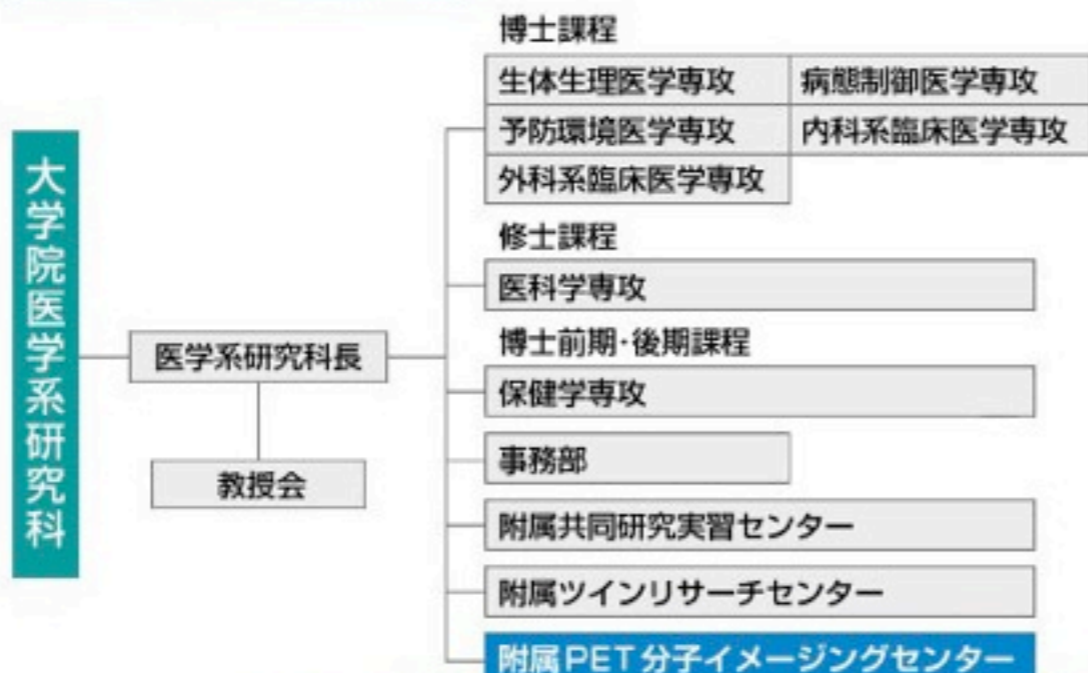 大学院医学系研究科
医学系研究科長
教授会
博士課程
生体生理医学専攻 病態制御医学専攻
予防環境医学専攻 内科系臨床医学専攻
外科系臨床医学専攻
修士課程
医科学専攻
博士前期・後期課程
保健学専攻
事務部
附属共同研究実習センター
附属ツインリサーチセンター
附属PET分子イメージングセンター